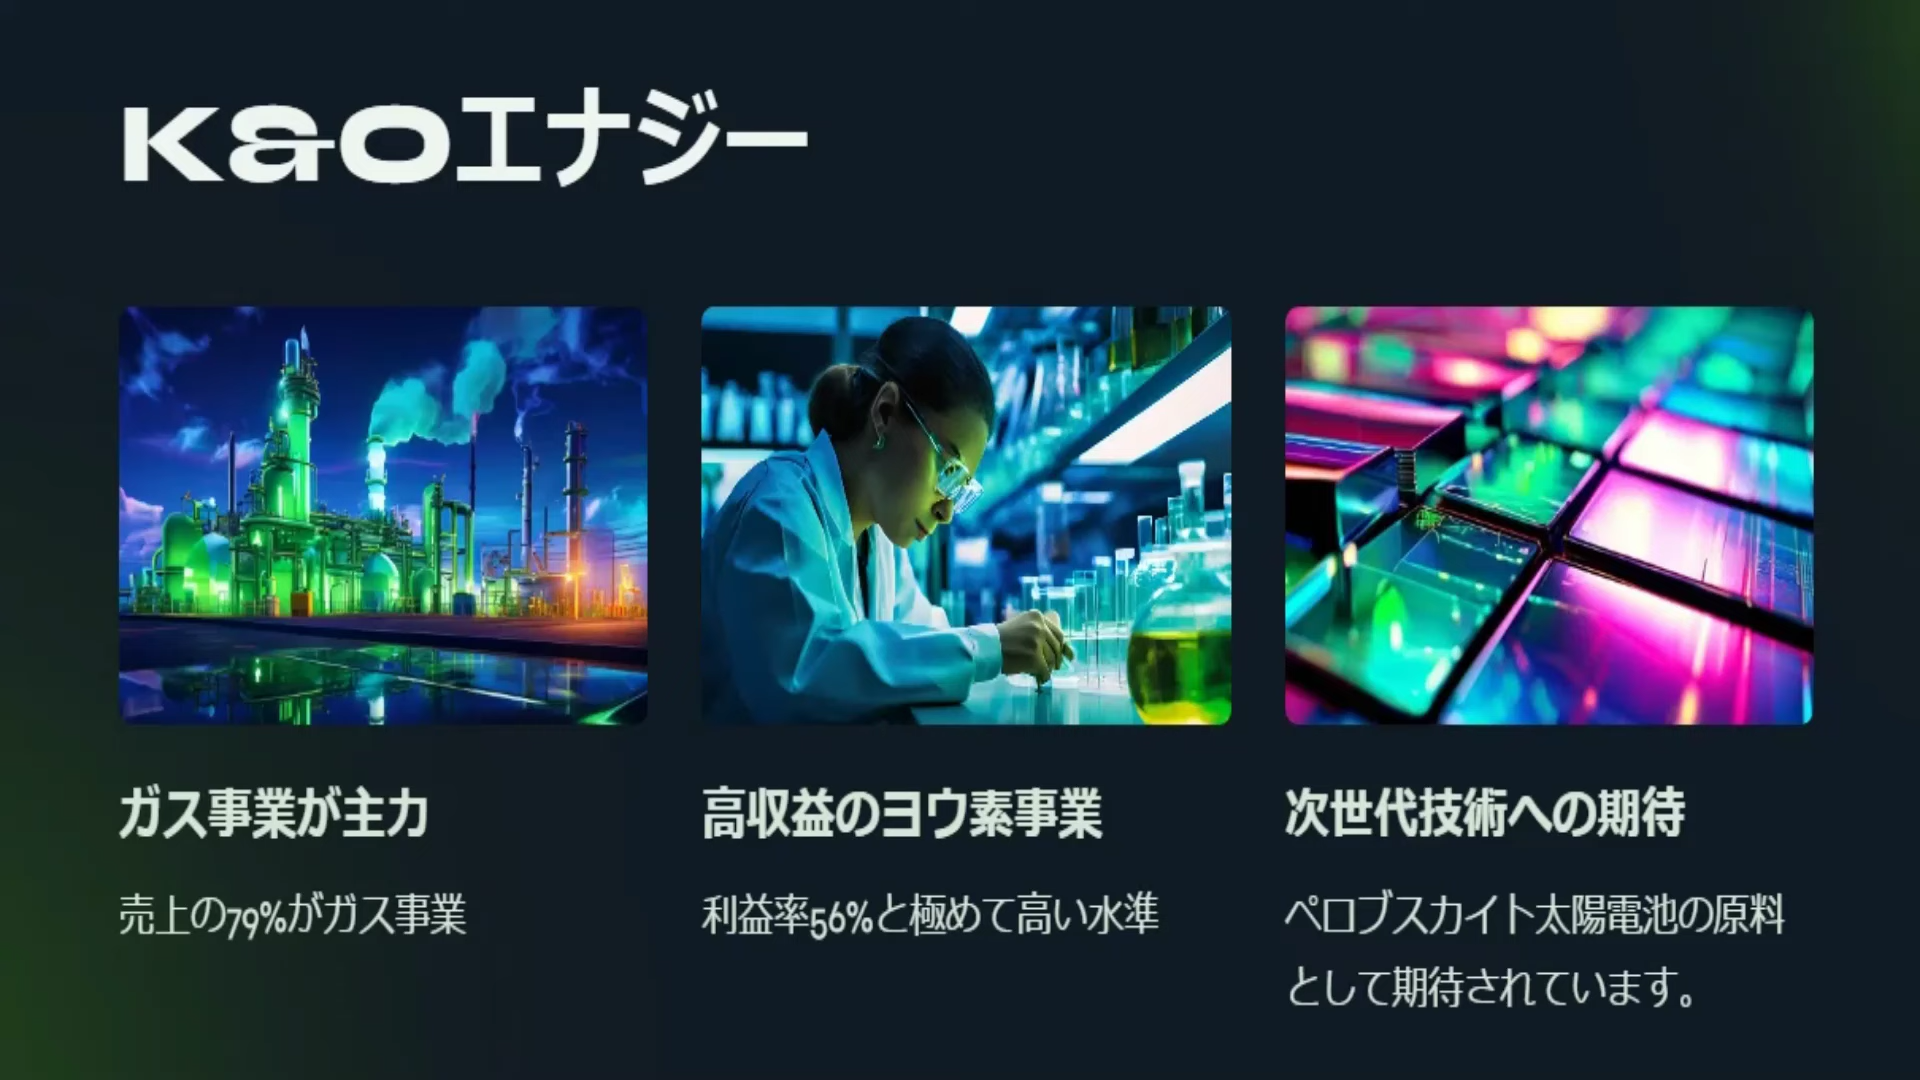 K&Oエナジー
ガス事業が主力
売上の79%がガス事業
高収益のヨウ素事業
利益率56%と極めて高い水準
次世代技術への期待
ペロブスカイト太陽電池の原料
として期待されています。